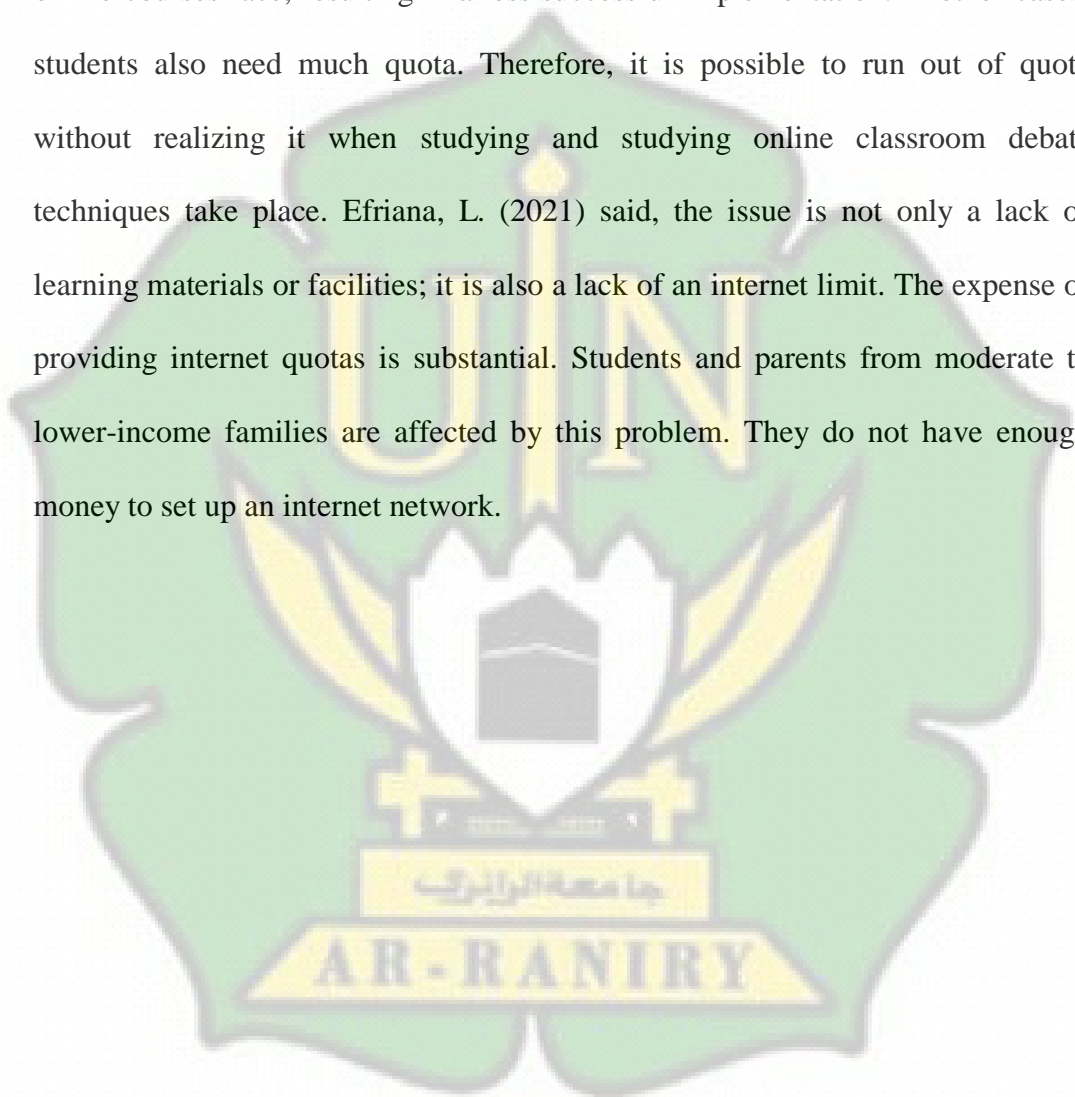 students also need much quota. Therefore, it is possible to run out of quot
without realizing it when studying and studying online classroom debat
techniques take place. Efriana, L. (2021) said, the issue is not only a lack o
learning materials or facilities; it is also a lack of an internet limit. The expense o
providing internet quotas is substantial. Students and parents from moderate t
lower-income families are affected by this problem. They do not have enoug
money to set up an internet network.
UIN
جامعة الرانري
AR-RANIRY